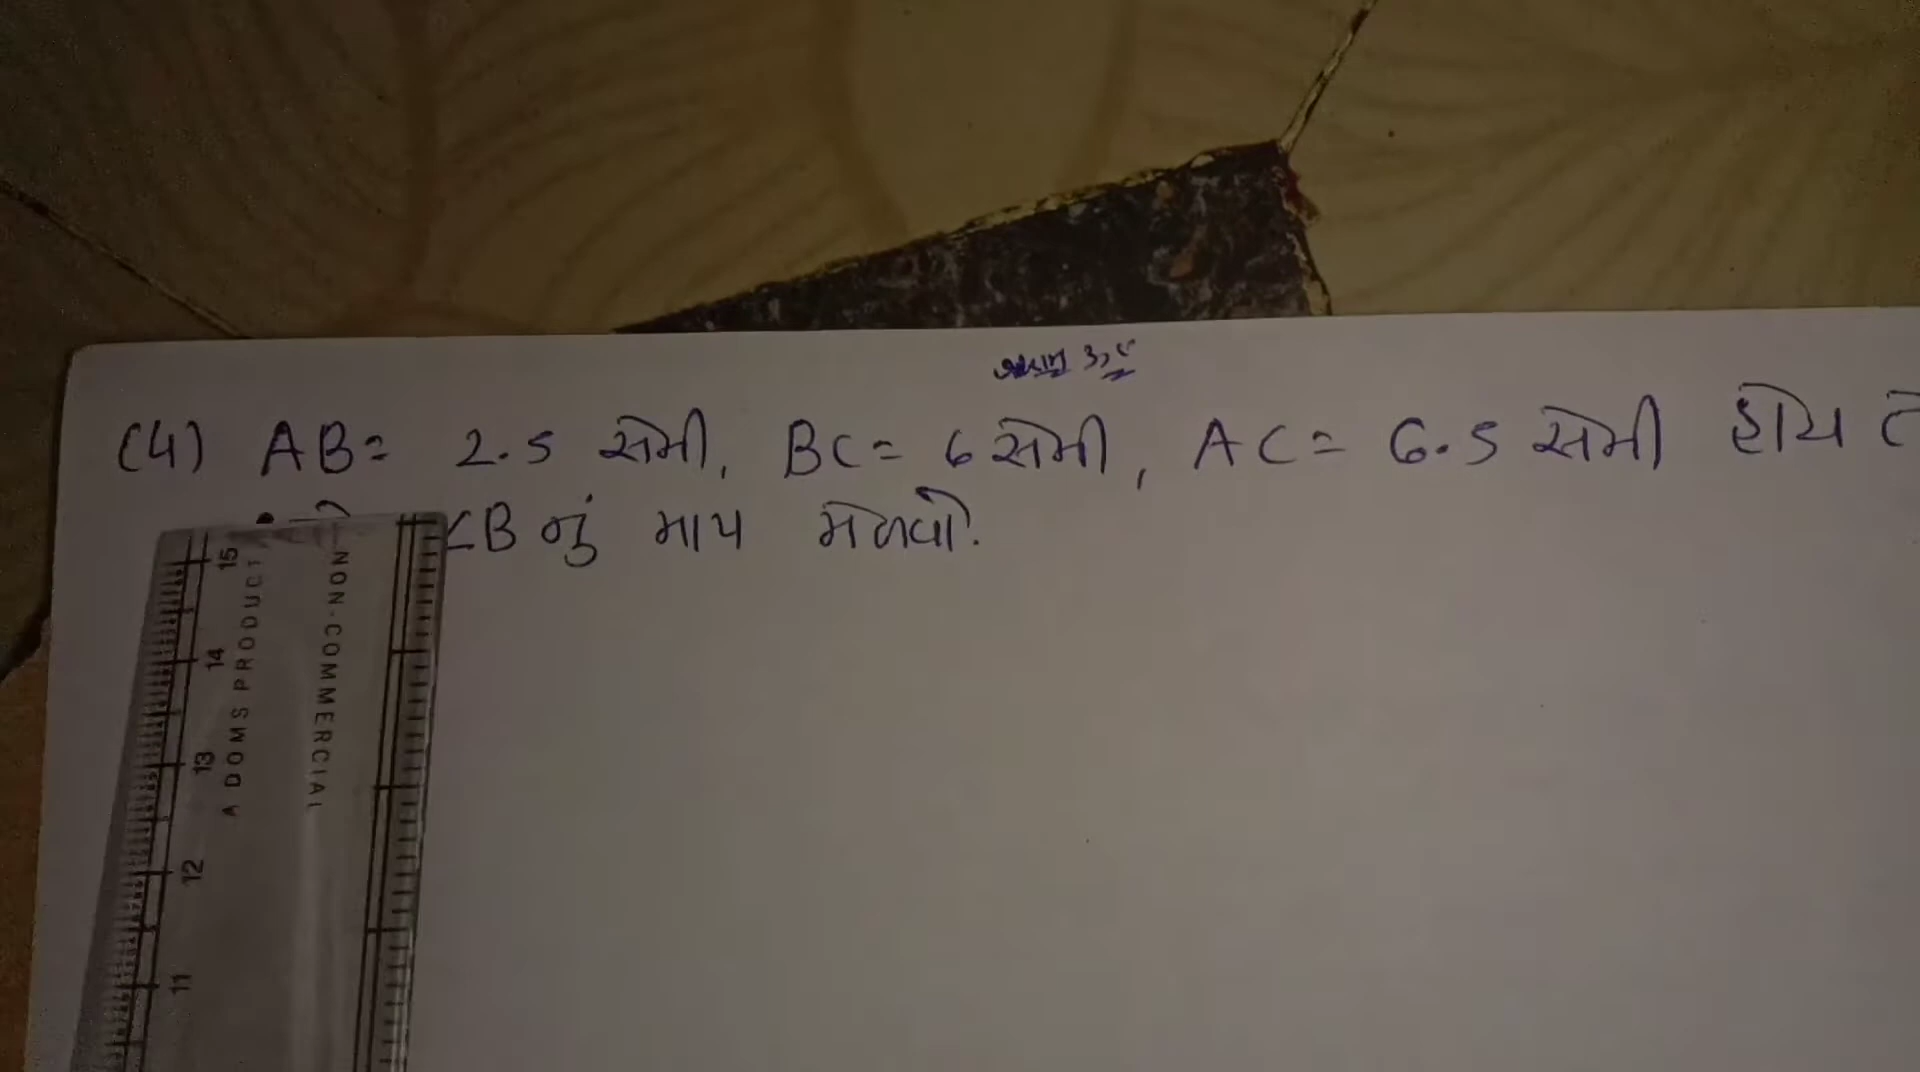 (4) AB = 2.5 સેમી, BC = 6 સેમી, AC = 6.5 સેમી હોય
<B નું માપ મેળવો.
15
14
13
12
11
A DOMS PRODUCT
NON-COMMERCIAL